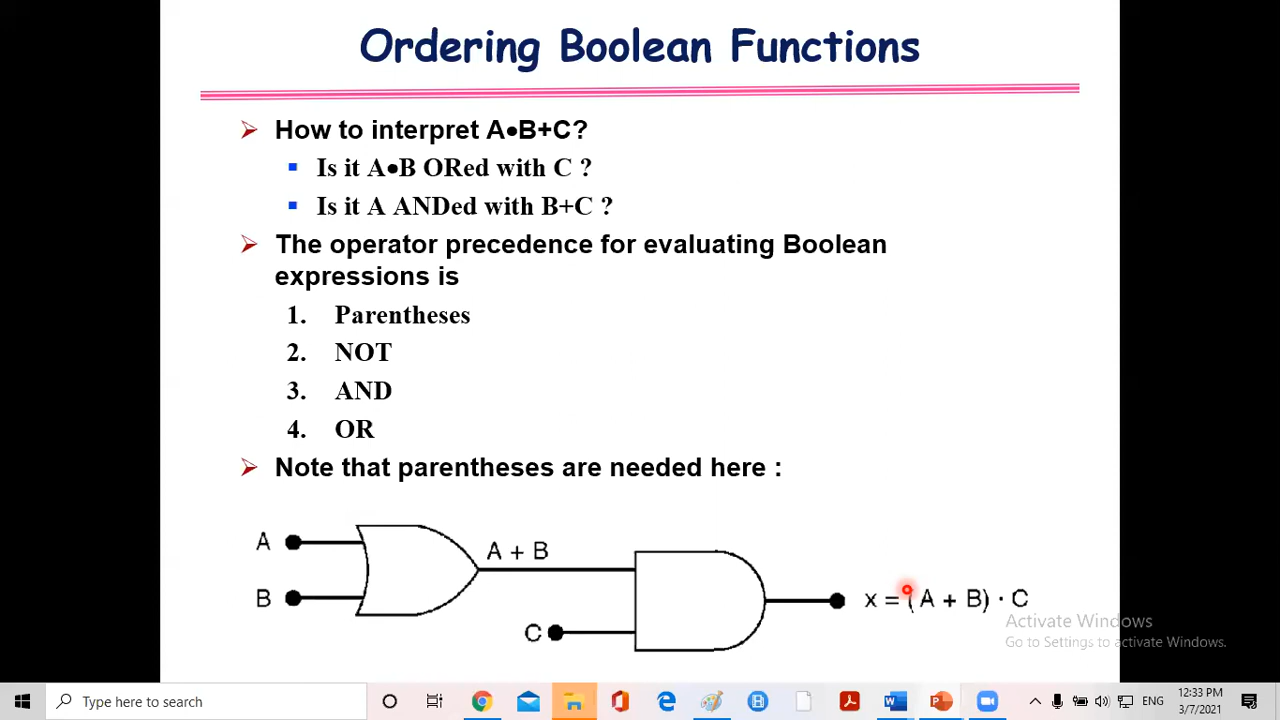 Ordering Boolean Functions
How to interpret A•B+C?
Is it A•B ORed with C ?
Is it A ANDed with B+C ?
The operator precedence for evaluating Boolean
expressions is
1. Parentheses
2. NOT
3. AND
4. OR
Note that parentheses are needed here :
A
A + B
B
x = (A + B) · C
C
Activate Windows
Go to Settings to activate Windows.
Type here to search
ENG
12:33 PM
3/7/2021